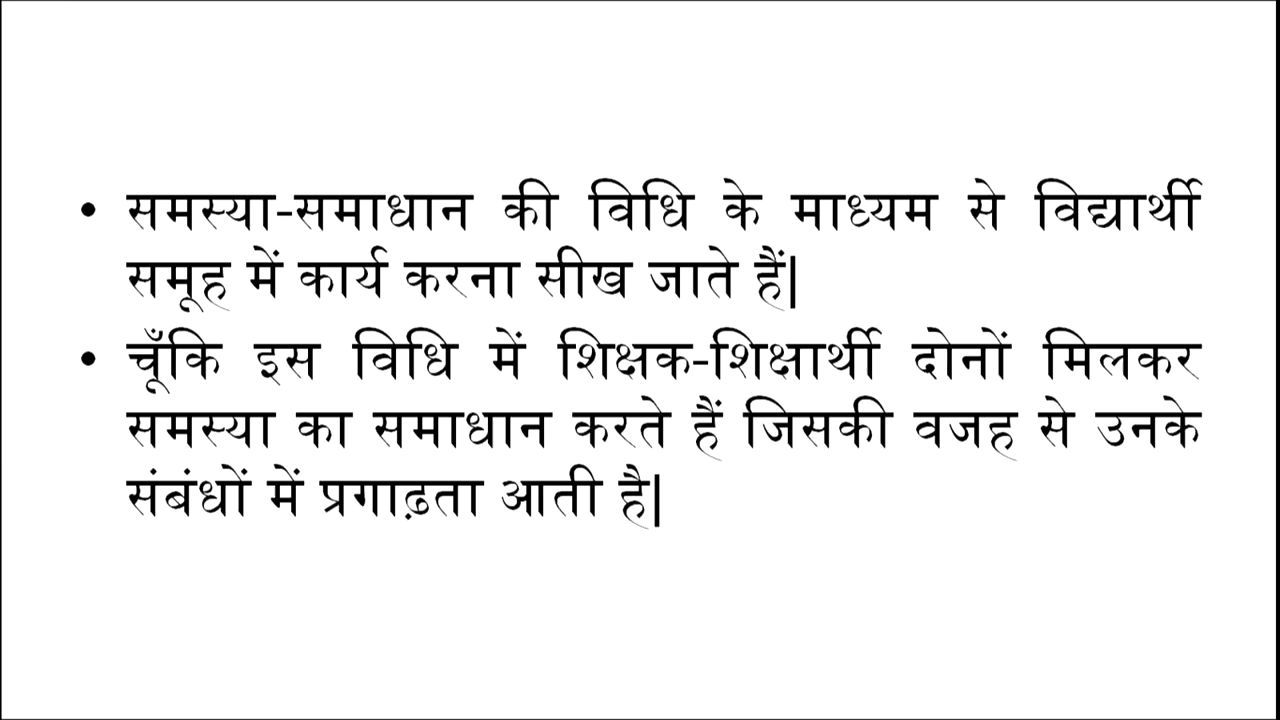 • समस्या-समाधान की विधि के माध्यम से विद्यार्थी
समूह में कार्य करना सीख जाते हैं|
• चूँकि इस विधि में शिक्षक-शिक्षार्थी दोनों मिलकर
समस्या का समाधान करते हैं जिसकी वजह से उनके
संबंधों में प्रगाढ़ता आती है|